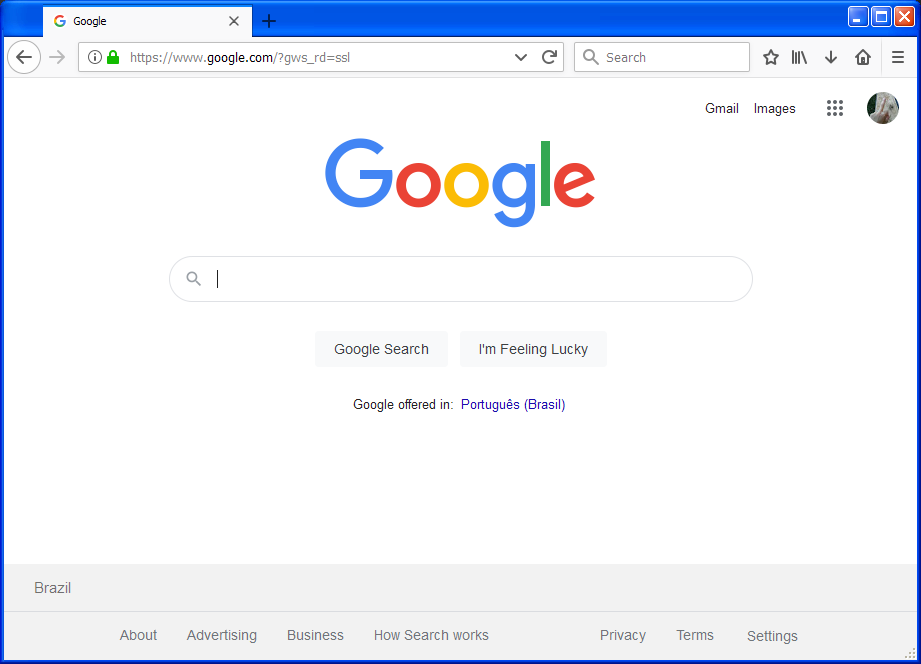 Google
https://www.google.com/?gws_rd=ssl
Search
Gmail Images
Google
Google Search I'm Feeling Lucky
Google offered in: Português (Brasil)
Brazil
About Advertising Business How Search works Privacy Terms Settings